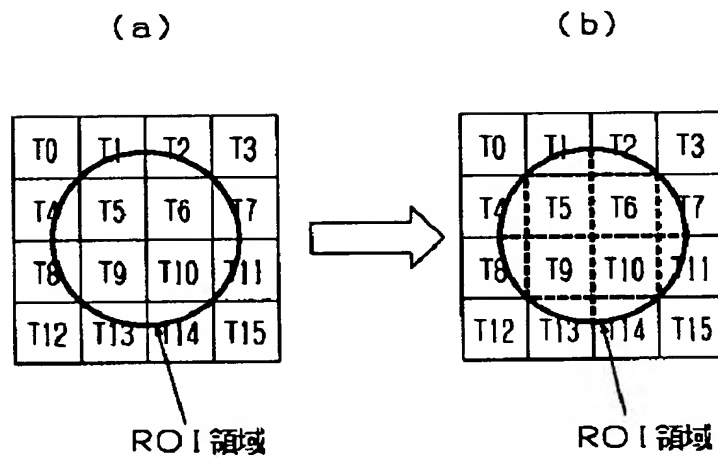 (a) (b)
T0 T1 T2 T3 T0 T1 T2 T3
T4 T5 T6 T7 T4 T5 T6 T7
T8 T9 T10 T11 T8 T9 T10 T11
T12 T13 T14 T15 T12 T13 T14 T15
ROI領域 ROI領域